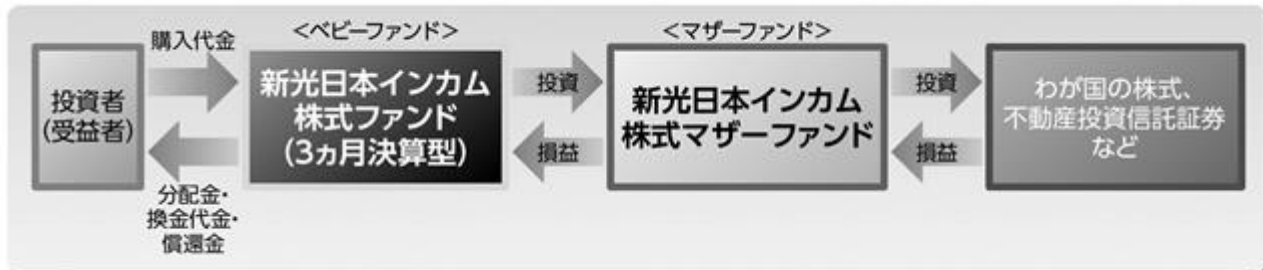 購入代金
<ベビーファンド>
<マザーファンド>
投資者
(受益者)
新光日本インカム
株式ファンド
(3ヵ月決算型)
投資
損益
新光日本インカム
株式マザーファンド
投資
損益
わが国の株式、
不動産投資信託証券
など
分配金・
換金代金・
償還金